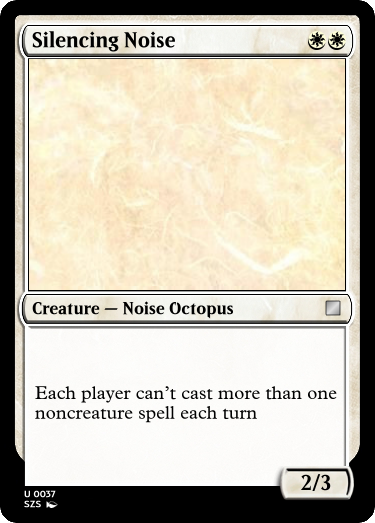 Silencing Noise
Creature — Noise Octopus
Each player can't cast more than one
noncreature spell each turn
2/3
U 0037
SZS